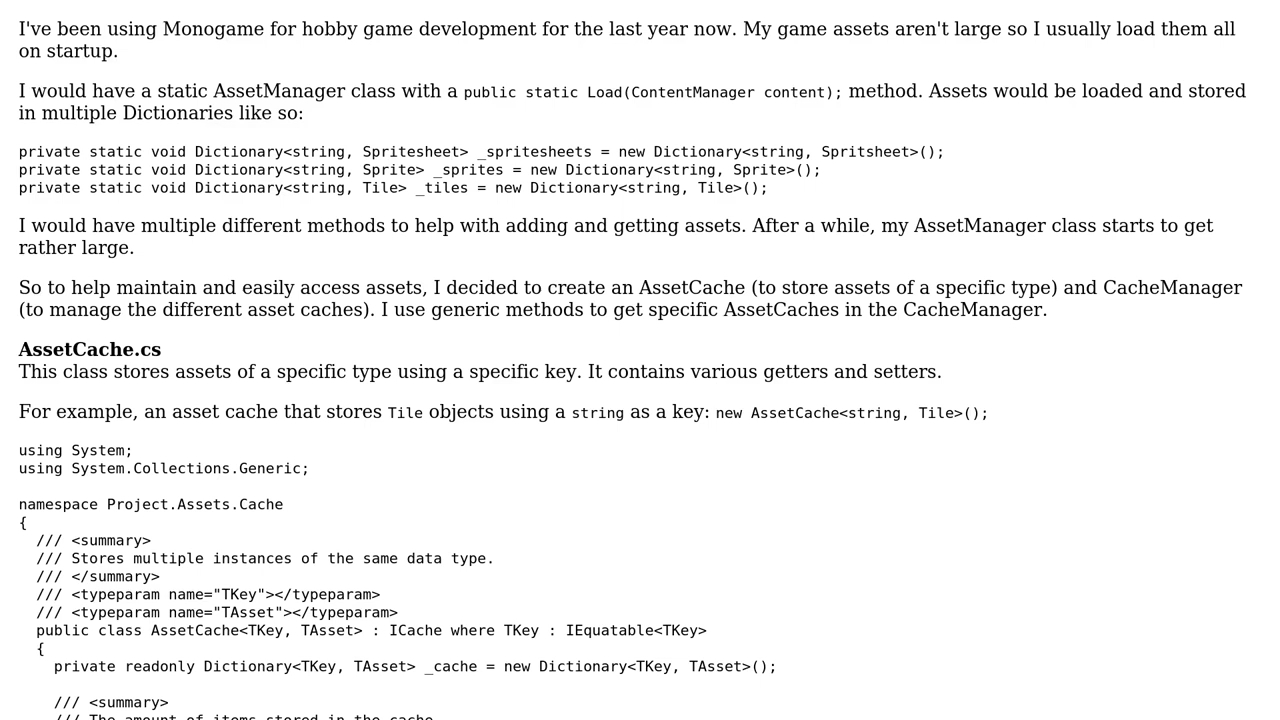 I've been using Monogame for hobby game development for the last year now. My game assets aren't large so I usually load them all
on startup.
I would have a static AssetManager class with a public static Load(ContentManager content); method. Assets would be loaded and stored
in multiple Dictionaries like so:
private static void Dictionary<string, Spritesheet> _spritesheets = new Dictionary<string, Spritsheet>();
private static void Dictionary<string, Sprite> _sprites = new Dictionary<string, Sprite>();
private static void Dictionary<string, Tile> _tiles = new Dictionary<string, Tile>();
I would have multiple different methods to help with adding and getting assets. After a while, my AssetManager class starts to get
rather large.
So to help maintain and easily access assets, I decided to create an AssetCache (to store assets of a specific type) and CacheManager
(to manage the different asset caches). I use generic methods to get specific AssetCaches in the CacheManager.
AssetCache.cs
This class stores assets of a specific type using a specific key. It contains various getters and setters.
For example, an asset cache that stores Tile objects using a string as a key: new AssetCache<string, Tile>();
using System;
using System.Collections.Generic;
namespace Project.Assets.Cache
{
  /// <summary>
  /// Stores multiple instances of the same data type.
  /// </summary>
  /// <typeparam name="TKey"></typeparam>
  /// <typeparam name="TAsset"></typeparam>
  public class AssetCache<TKey, TAsset> : ICache where TKey : IEquatable<TKey>
  {
    private readonly Dictionary<TKey, TAsset> _cache = new Dictionary<TKey, TAsset>();
    /// <summary>
    /// The amount of items stored in the cache